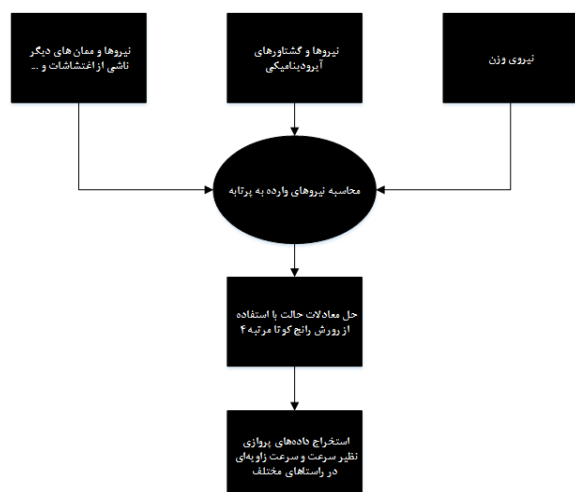 نیروی وزن
نیروها و گشتاورهای
آیرودینامیکی
نیروها و ممان های دیگر
ناشی از اغتشاشات و ...
محاسبه نیروهای وارده به پرتابه
حل معادلات حالت با استفاده
از رورش رانج کوتا مرتبه ۴
استخراج داده‌های پروازی
نظیر سرعت و سرعت زاویه‌ای
در راستاهای مختلف